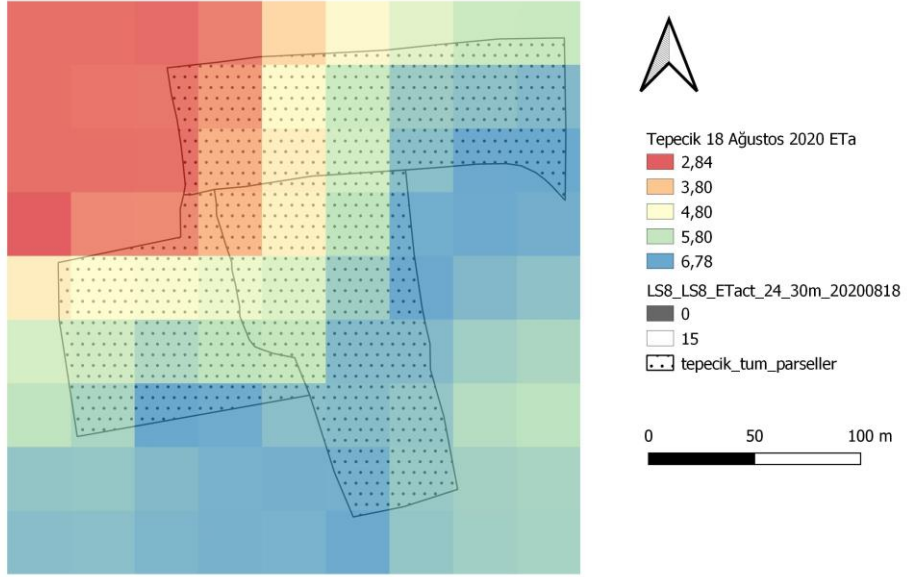 Tepecik 18 Ağustos 2020 ETa
2,84
3,80
4,80
5,80
6,78
LS8_LS8_ETact_24_30m_20200818
0
15
tepecik_tum_parseller
0 50 100 m